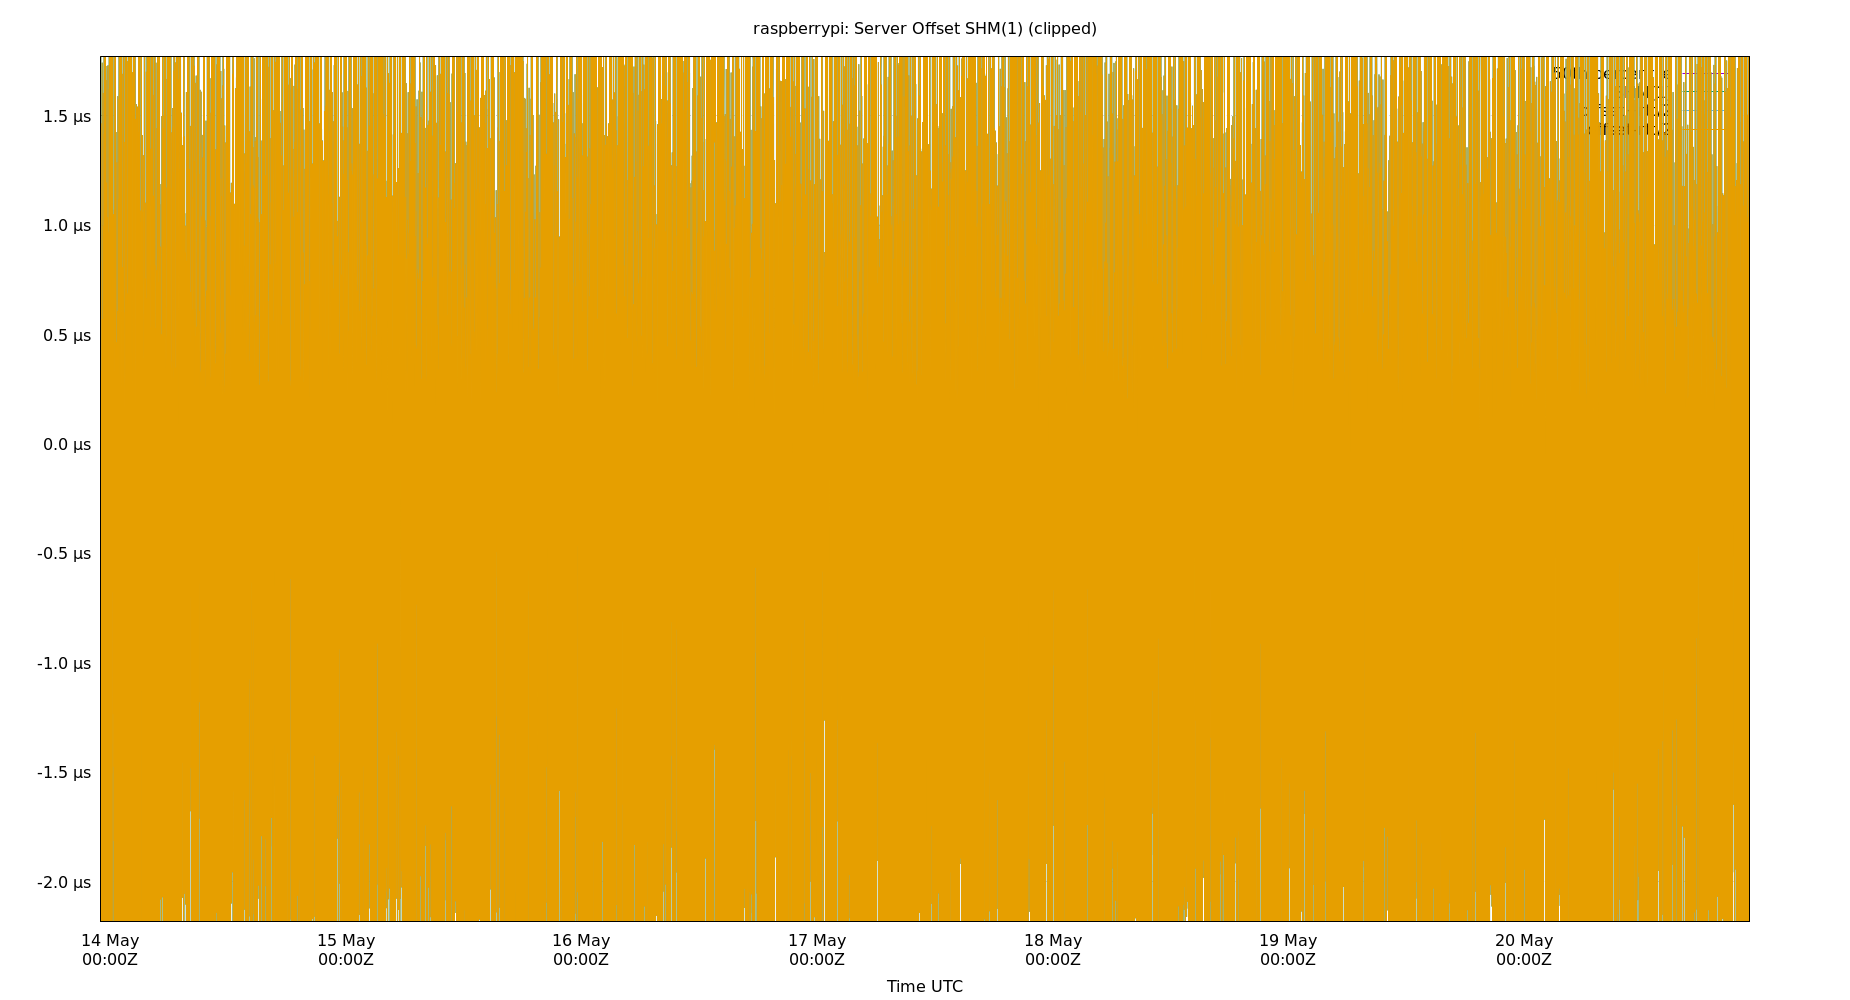 raspberrypi: Server Offset SHM(1) (clipped)
1.5 µs
1.0 µs
0.5 µs
0.0 µs
-0.5 µs
-1.0 µs
-1.5 µs
-2.0 µs
14 May 15 May 16 May 17 May 18 May 19 May 20 May
00:00Z 00:00Z 00:00Z 00:00Z 00:00Z 00:00Z 00:00Z
Time UTC